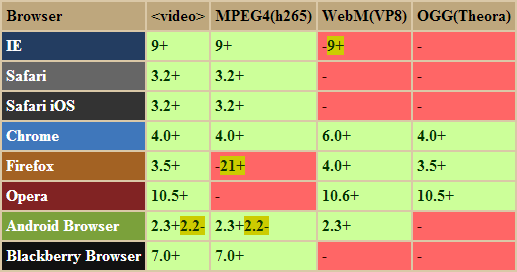 Browser <video> MPEG4(h265) WebM(VP8) OGG(Theora)
IE 9+ 9+ -9+ -
Safari 3.2+ 3.2+ - -
Safari iOS 3.2+ 3.2+ - -
Chrome 4.0+ 4.0+ 6.0+ 4.0+
Firefox 3.5+ -21+ 4.0+ 3.5+
Opera 10.5+ - 10.6+ 10.5+
Android Browser 2.3+2.2- 2.3+2.2- 2.3+ -
Blackberry Browser 7.0+ 7.0+ - -